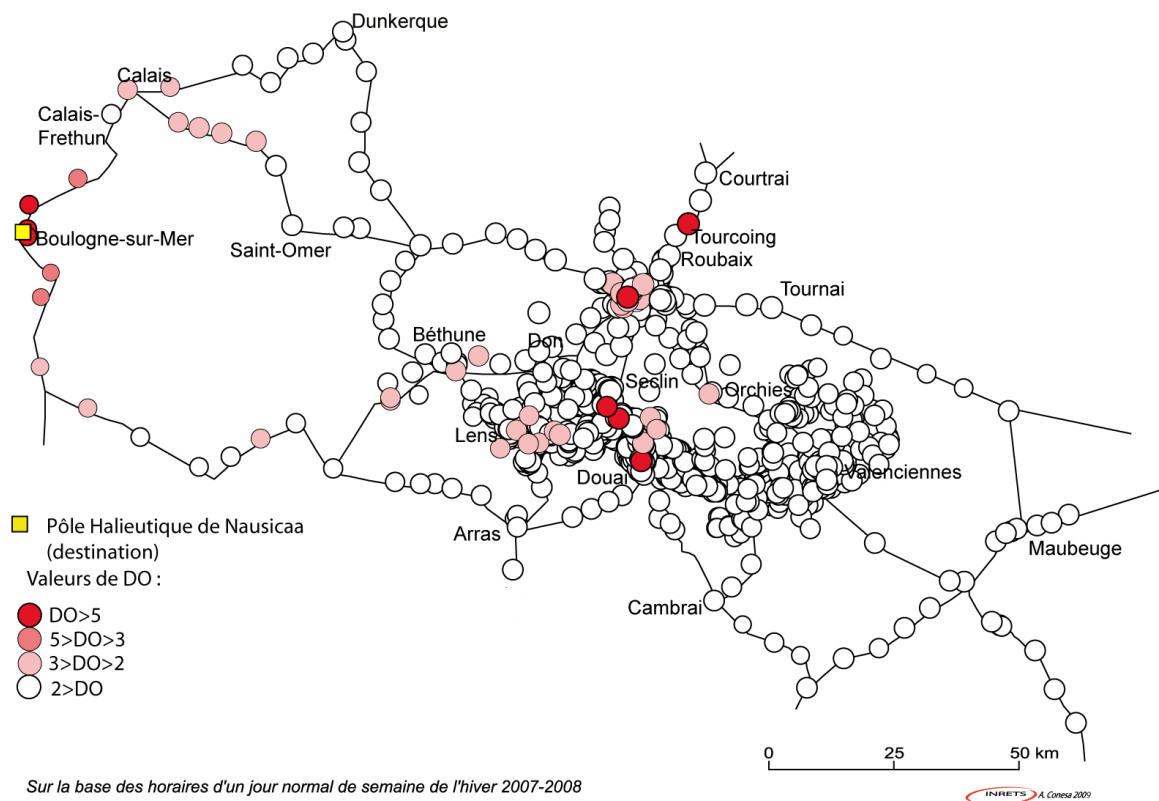 Dunkerque
Calais
Calais-
Frethun
Courtrai
Boulogne-sur-Mer
Saint-Omer
Tourcoing
Roubaix
Tournai
Béthune
Don
Seclin
Orchies
Lens
Douai
Valenciennes
Arras
Maubeuge
Cambrai
Pôle Halieutique de Nausicaa
(destination)
Valeurs de DO :
DO>5
5>DO>3
3>DO>2
2>DO
0 25 50 km
Sur la base des horaires d'un jour normal de semaine de l'hiver 2007-2008
INRETS A. Conesa 2009